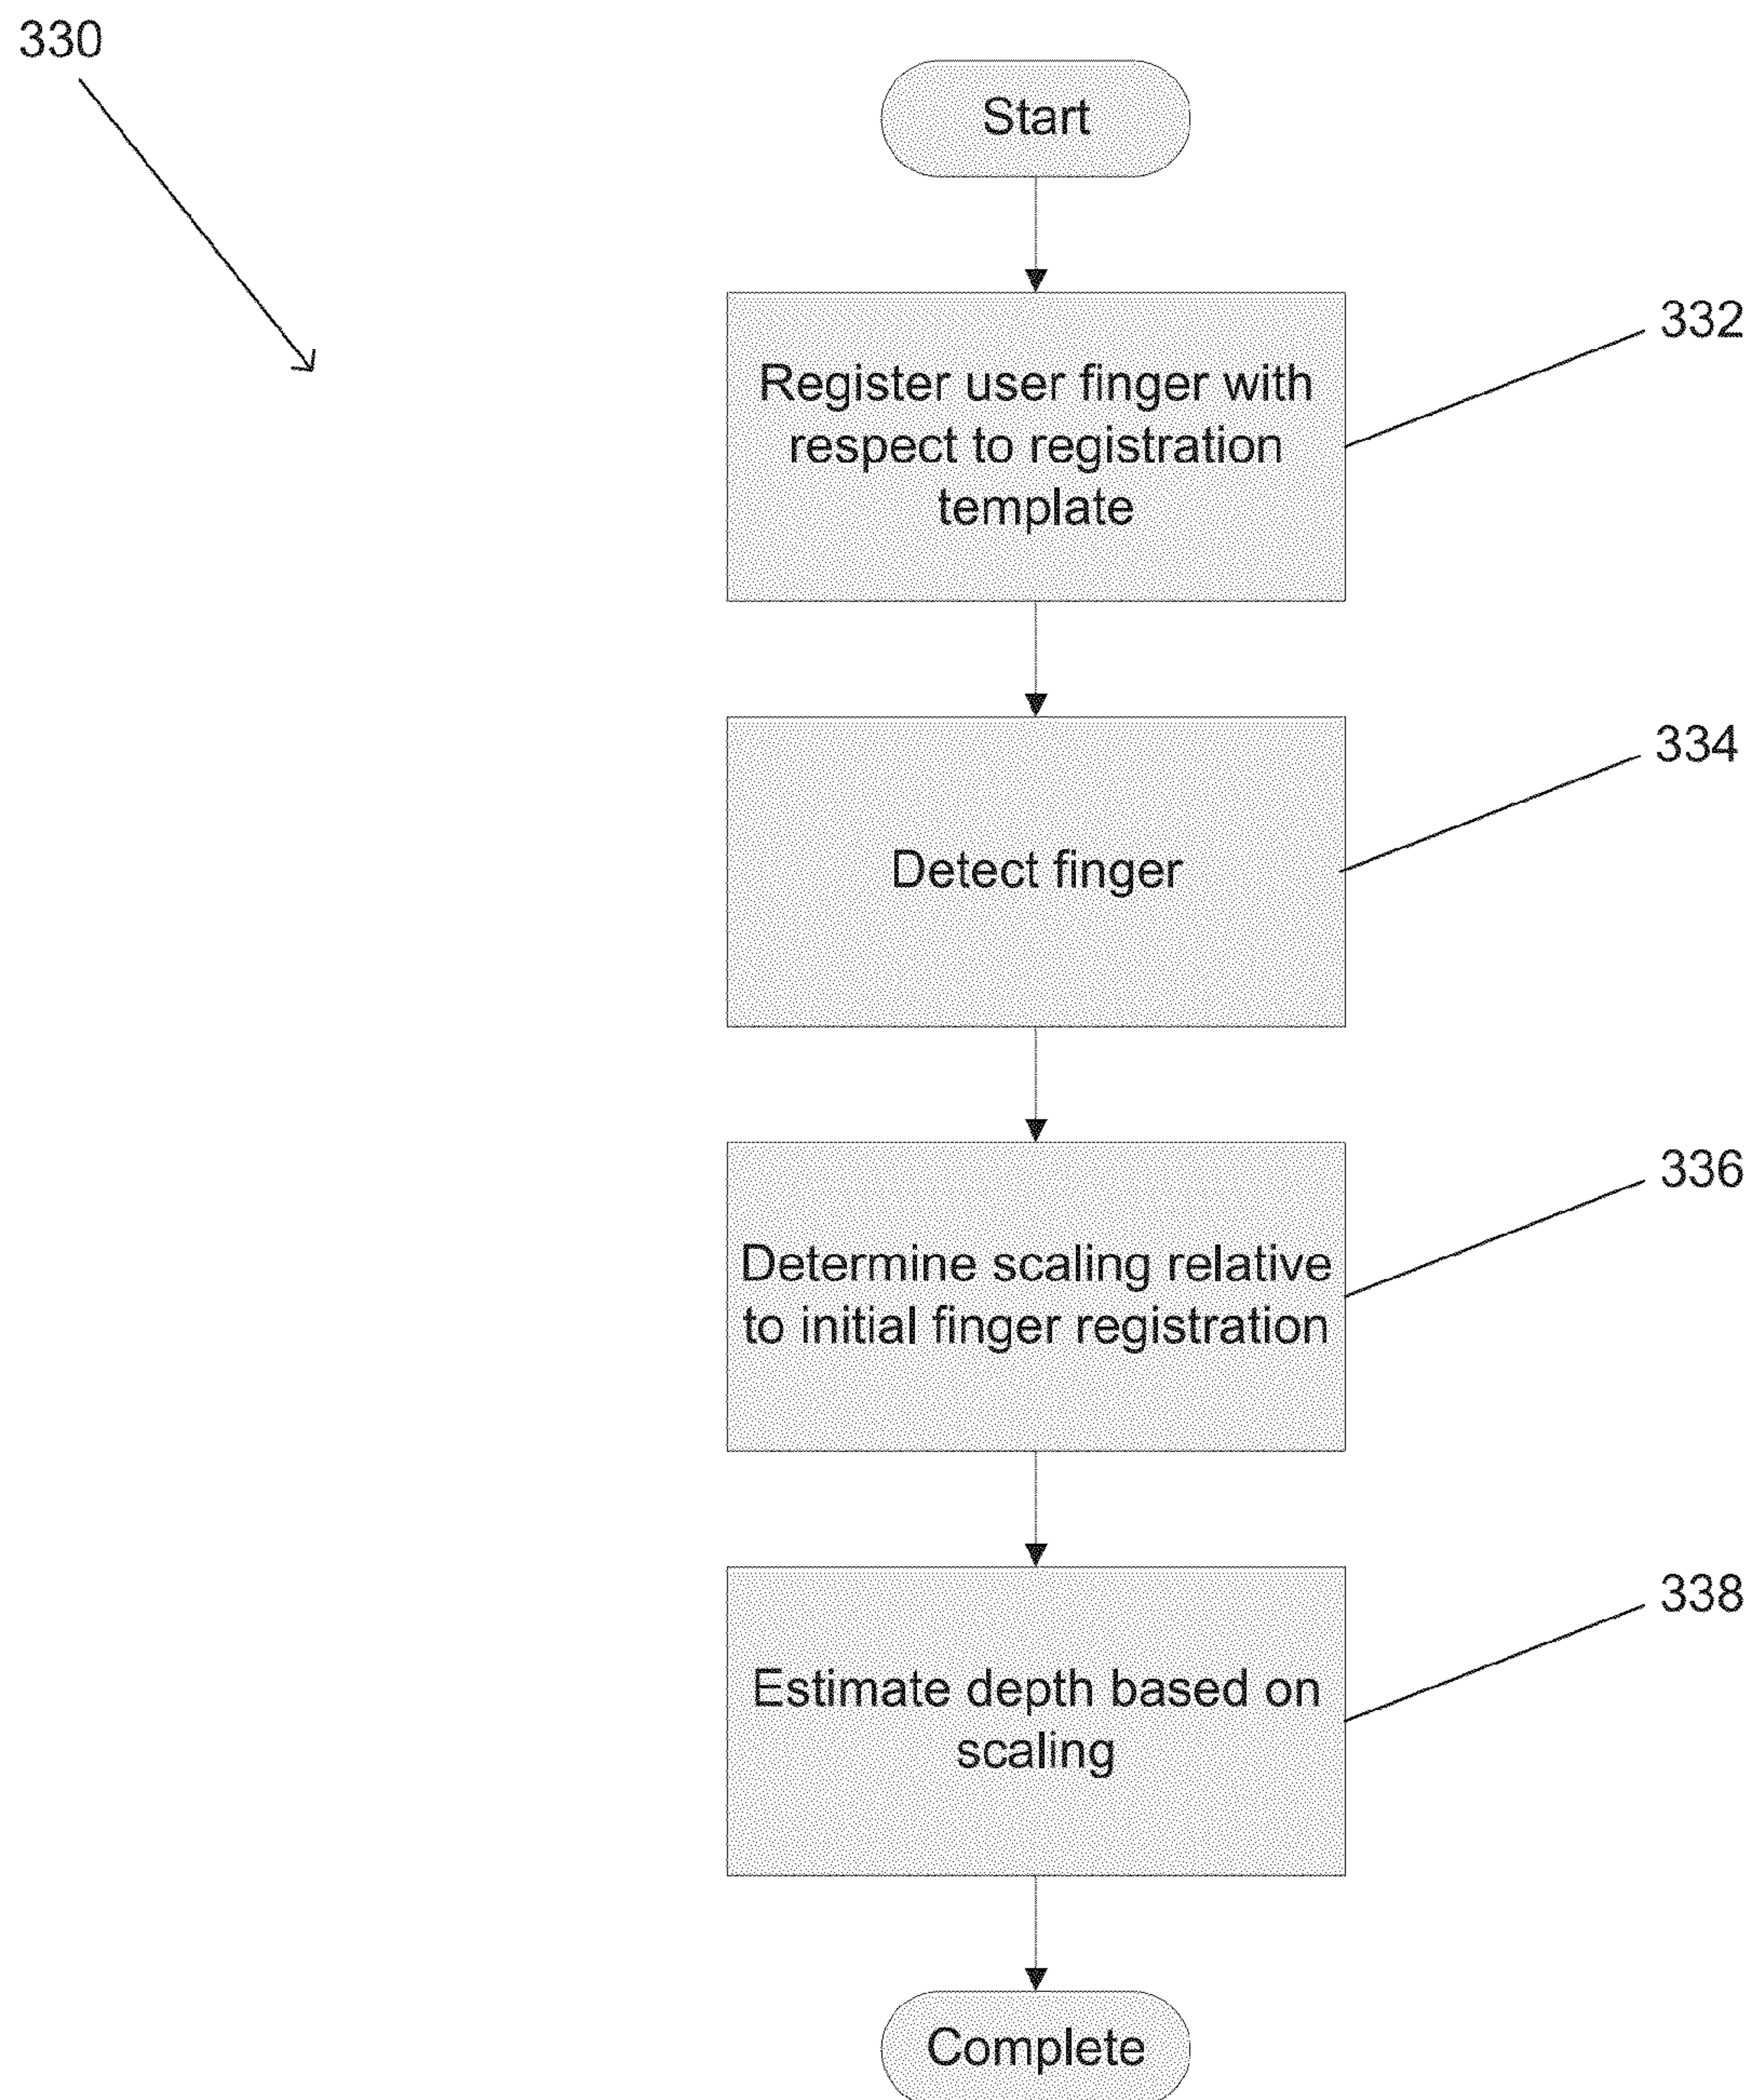 330
Start
332
Register user finger with
respect to registration
template
334
Detect finger
336
Determine scaling relative
to initial finger registration
338
Estimate depth based on
scaling
Complete